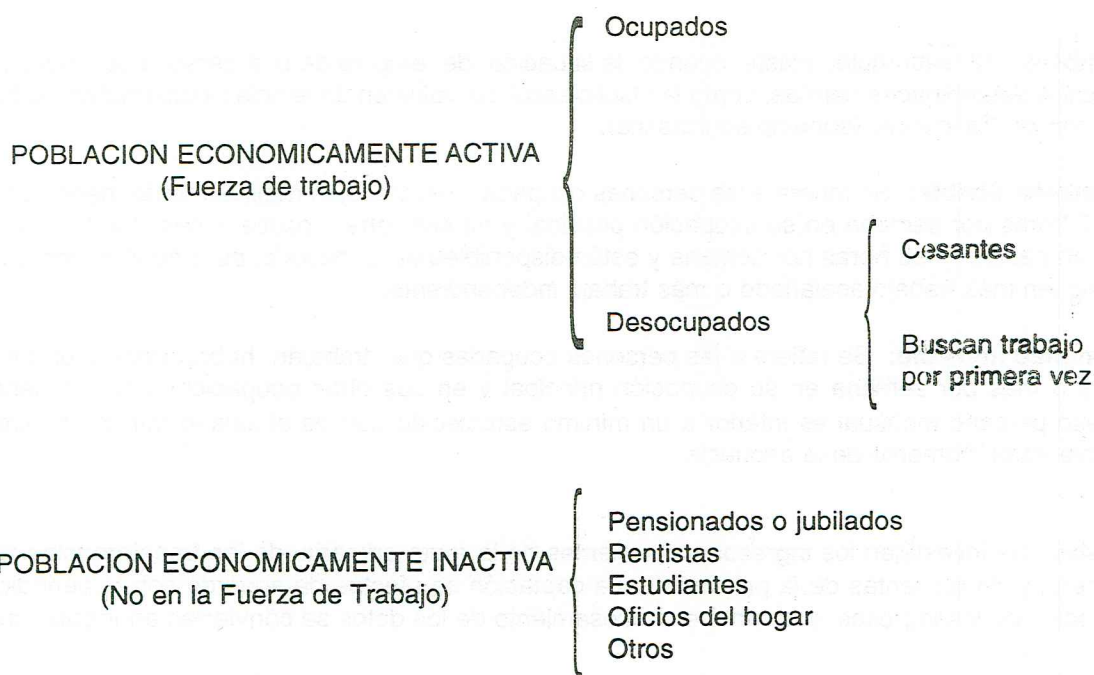 Ocupados
POBLACION ECONOMICAMENTE ACTIVA
(Fuerza de trabajo)
Desocupados
Cesantes
Buscan trabajo
por primera vez
POBLACION ECONOMICAMENTE INACTIVA
(No en la Fuerza de Trabajo)
Pensionados o jubilados
Rentistas
Estudiantes
Oficios del hogar
Otros